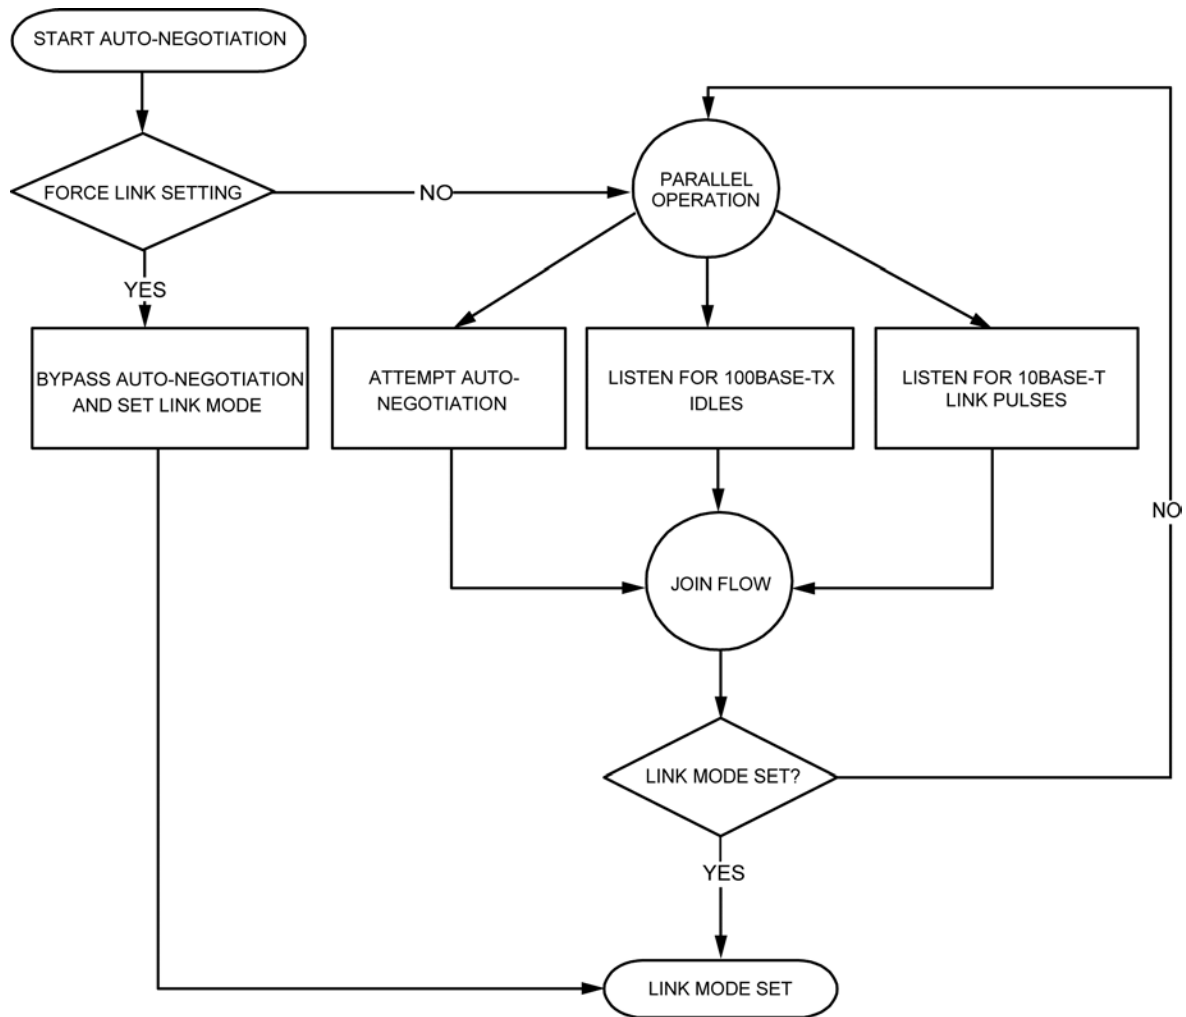 START AUTO-NEGOTIATION
FORCE LINK SETTING
NO
PARALLEL
OPERATION
YES
BYPASS AUTO-NEGOTIATION
AND SET LINK MODE
ATTEMPT AUTO-
NEGOTIATION
LISTEN FOR 100BASE-TX
IDLES
LISTEN FOR 10BASE-T
LINK PULSES
NO
JOIN FLOW
LINK MODE SET?
YES
LINK MODE SET